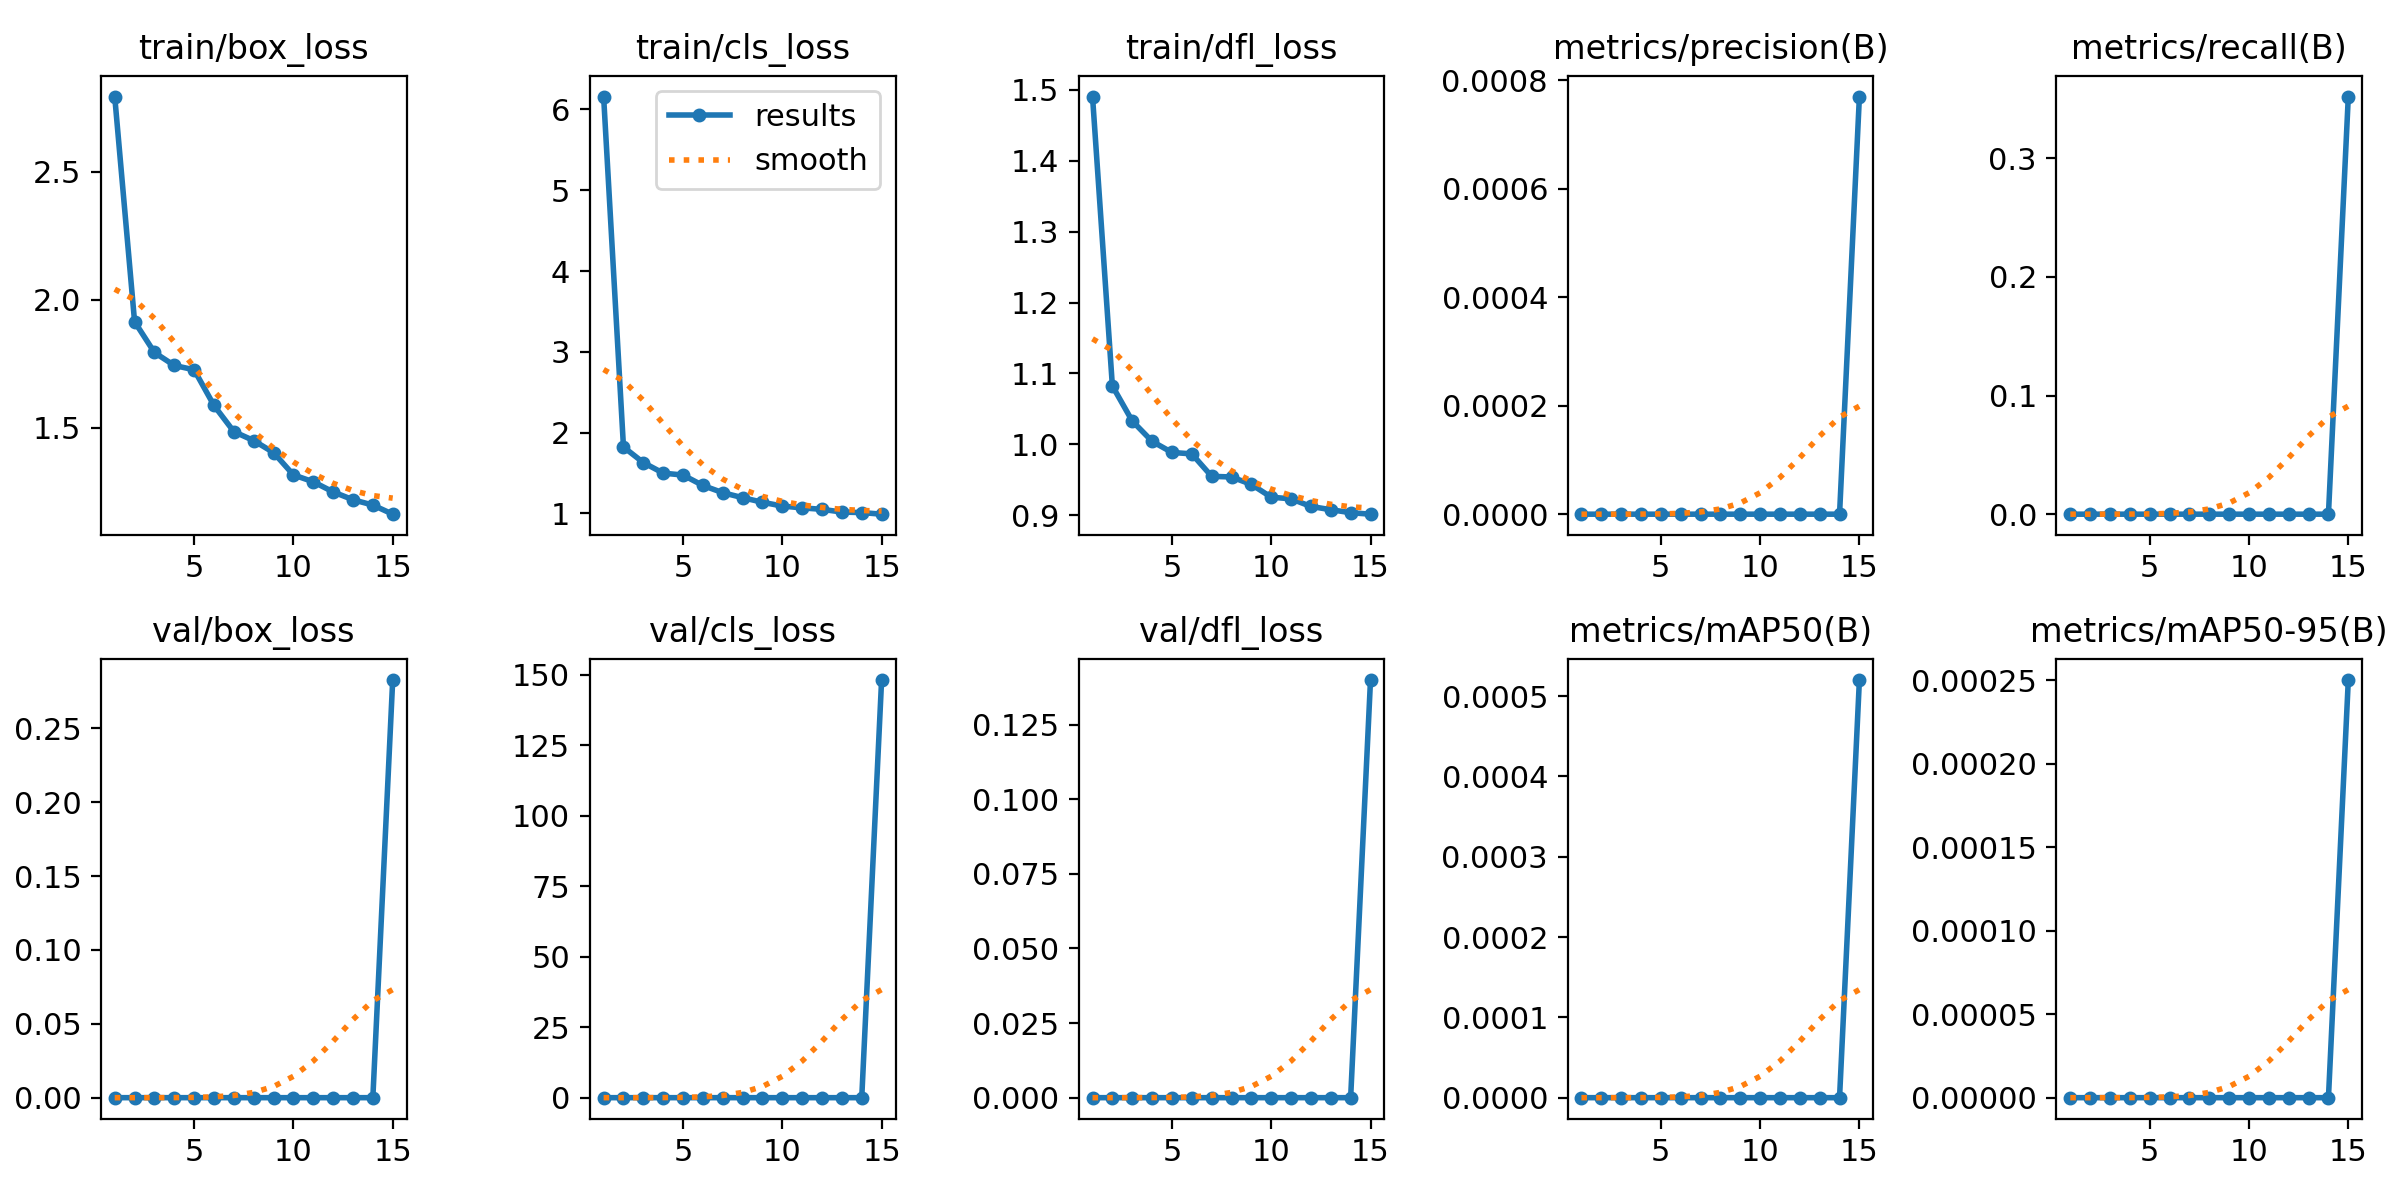 train/box_loss
2.5
2.0
1.5
5 10 15
train/cls_loss
results
smooth
6
5
4
3
2
1
5 10 15
train/dfl_loss
1.5
1.4
1.3
1.2
1.1
1.0
0.9
5 10 15
metrics/precision(B)
0.0008
0.0006
0.0004
0.0002
0.0000
5 10 15
metrics/recall(B)
0.3
0.2
0.1
0.0
5 10 15
val/box_loss
0.25
0.20
0.15
0.10
0.05
0.00
5 10 15
val/cls_loss
150
125
100
75
50
25
0
5 10 15
val/dfl_loss
0.125
0.100
0.075
0.050
0.025
0.000
5 10 15
metrics/mAP50(B)
0.0005
0.0004
0.0003
0.0002
0.0001
0.0000
5 10 15
metrics/mAP50-95(B)
0.00025
0.00020
0.00015
0.00010
0.00005
0.00000
5 10 15